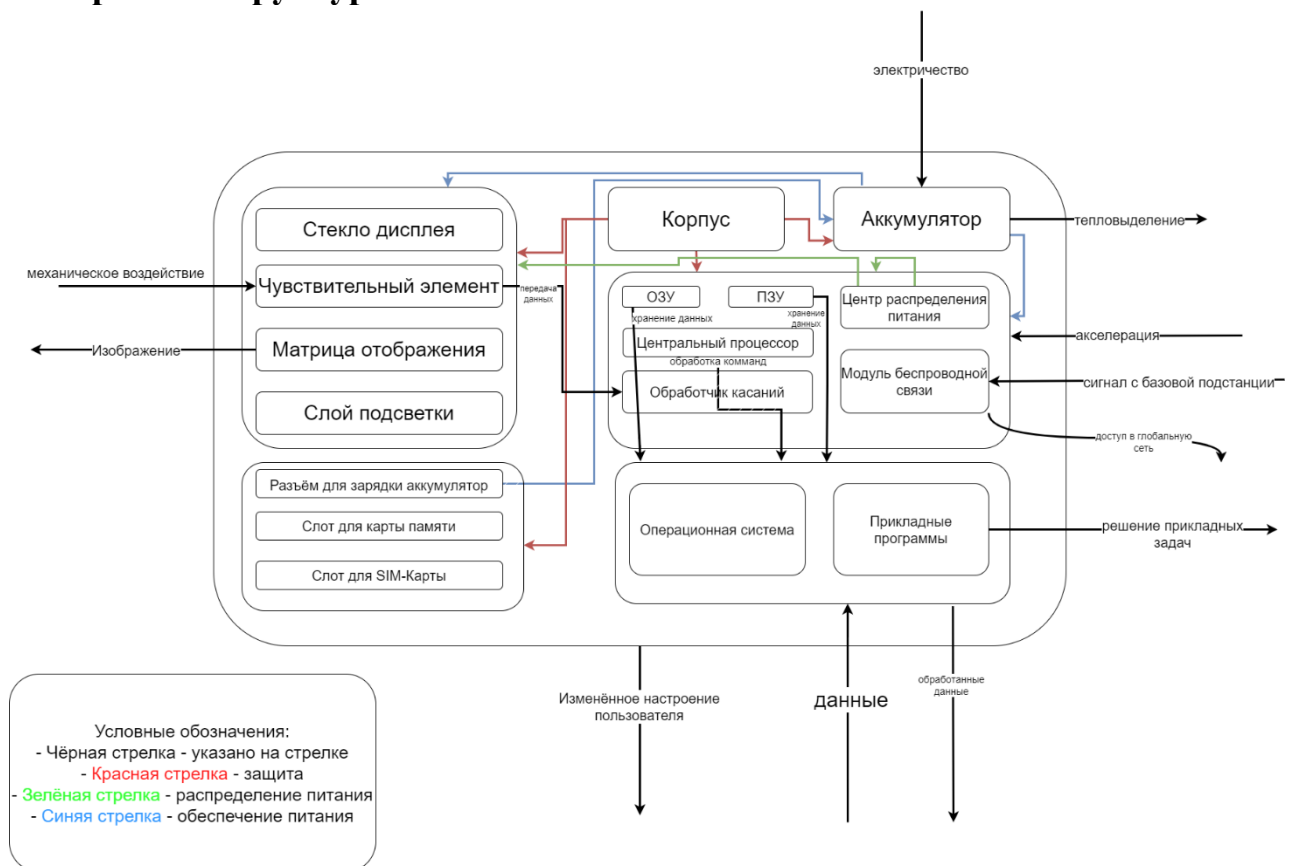 электричество
Стекло дисплея
Корпус
Аккумулятор
тепловыделение
механическое воздействие
Чувствительный элемент
передача
данных
ОЗУ
ПЗУ
Центр распределения
питания
хранение данных
хранение
данных
акселерация
Изображение
Матрица отображения
Центральный процессор
обработка комманд
Модуль беспроводной
связи
сигнал с базовой подстанции
Обработчик касаний
Слой подсветки
доступ в глобальную
сеть
Разъём для зарядки аккумулятор
Слот для карты памяти
Слот для SIM-Карты
Операционная система
Прикладные
программы
решение прикладных
задач
Изменённое настроение
пользователя
данные
обработанные
данные
Условные обозначения:
- Чёрная стрелка - указано на стрелке
- Красная стрелка - защита
- Зелёная стрелка - распределение питания
- Синяя стрелка - обеспечение питания